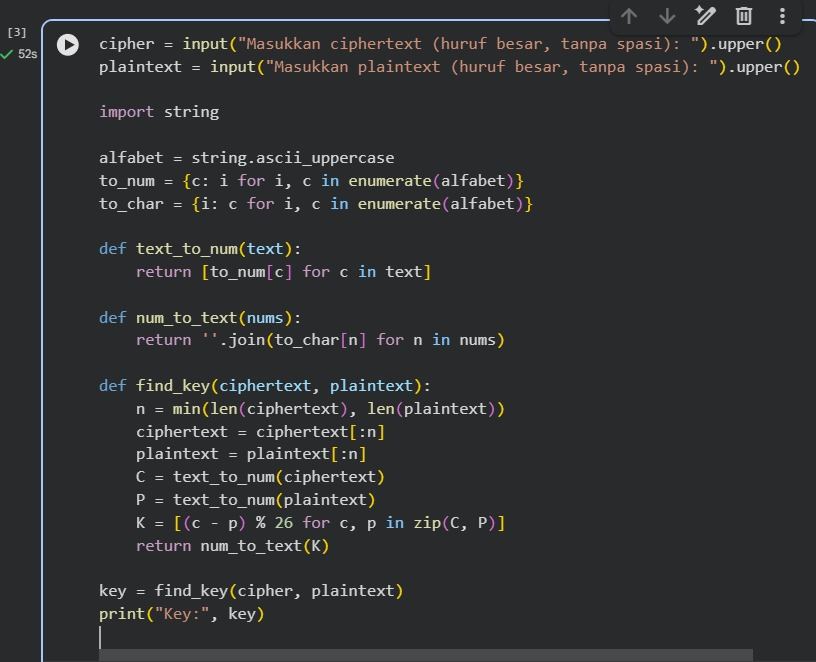 [3]
52s
cipher = input("Masukkan ciphertext (huruf besar, tanpa spasi): ").upper()
plaintext = input("Masukkan plaintext (huruf besar, tanpa spasi): ").upper()

import string

alfabet = string.ascii_uppercase
to_num = {c: i for i, c in enumerate(alfabet)}
to_char = {i: c for i, c in enumerate(alfabet)}

def text_to_num(text):
    return [to_num[c] for c in text]

def num_to_text(nums):
    return ''.join(to_char[n] for n in nums)

def find_key(ciphertext, plaintext):
    n = min(len(ciphertext), len(plaintext))
    ciphertext = ciphertext[:n]
    plaintext = plaintext[:n]
    C = text_to_num(ciphertext)
    P = text_to_num(plaintext)
    K = [(c - p) % 26 for c, p in zip(C, P)]
    return num_to_text(K)

key = find_key(cipher, plaintext)
print("Key:", key)